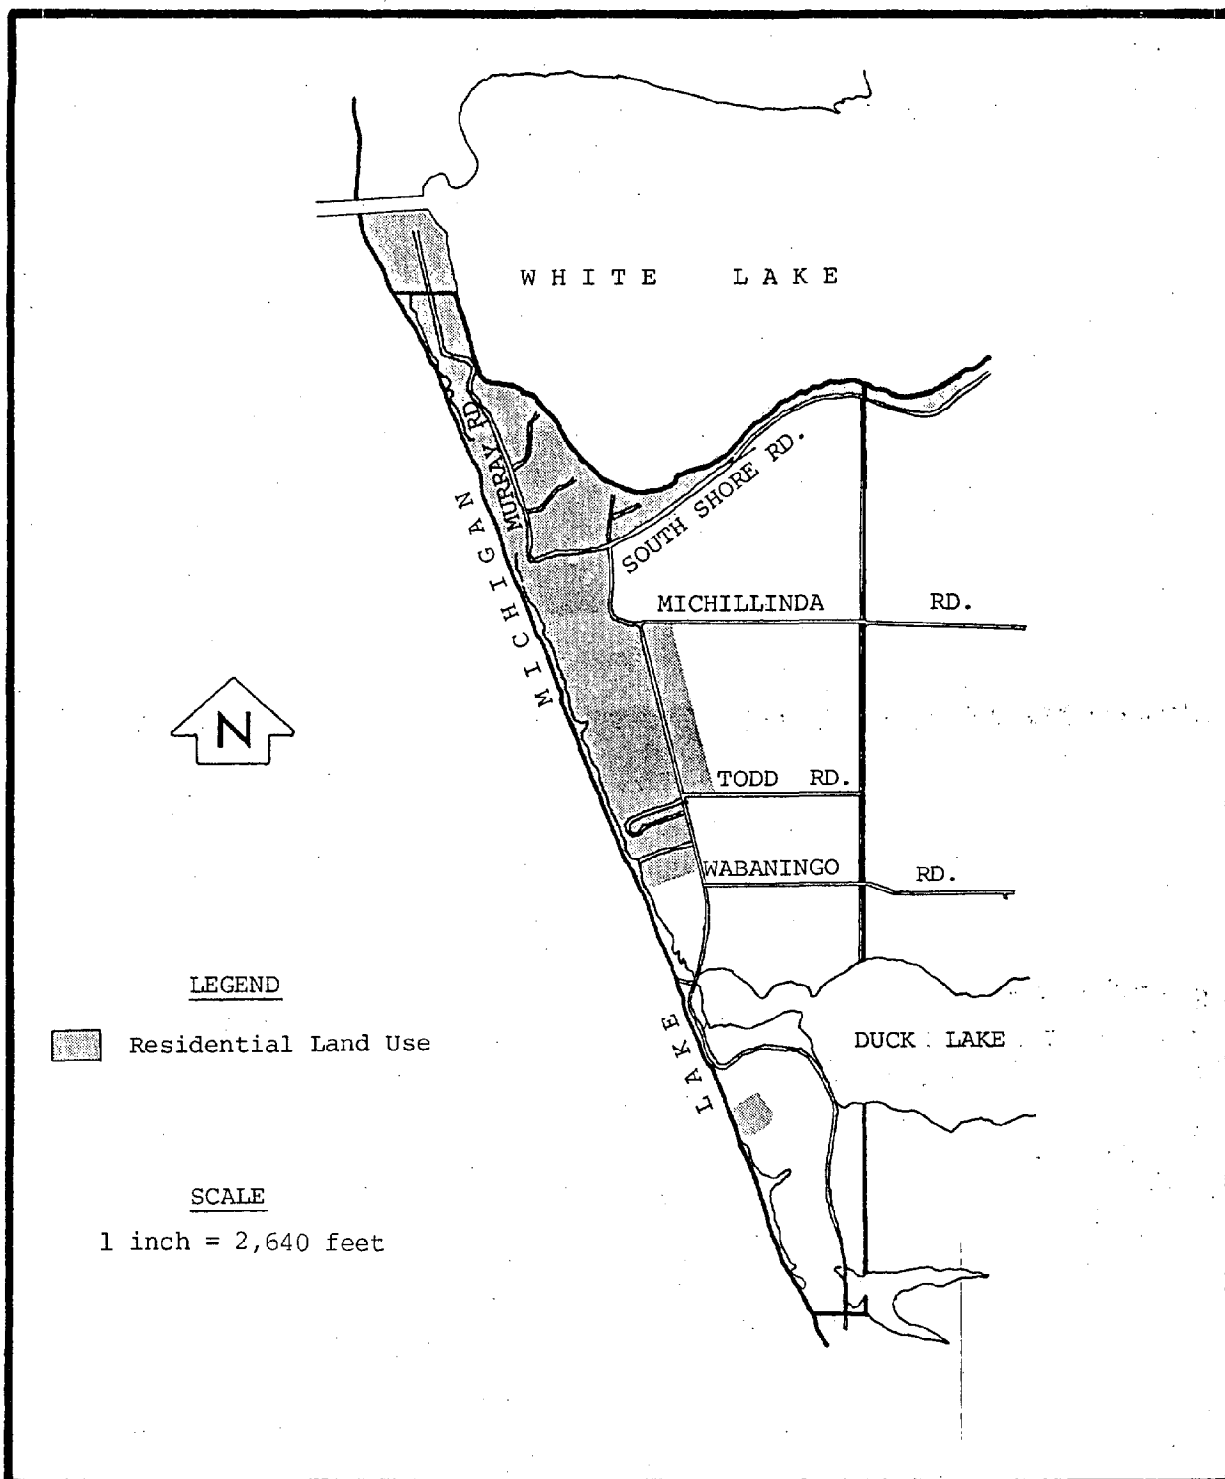 WHITE LAKE
MURRAY RD
SOUTH SHORE RD.
MICHILLINDA RD.
LAKE MICHIGAN
N
TODD RD.
WABANINGO RD.
DUCK LAKE
LEGEND
Residential Land Use
SCALE
1 inch = 2,640 feet